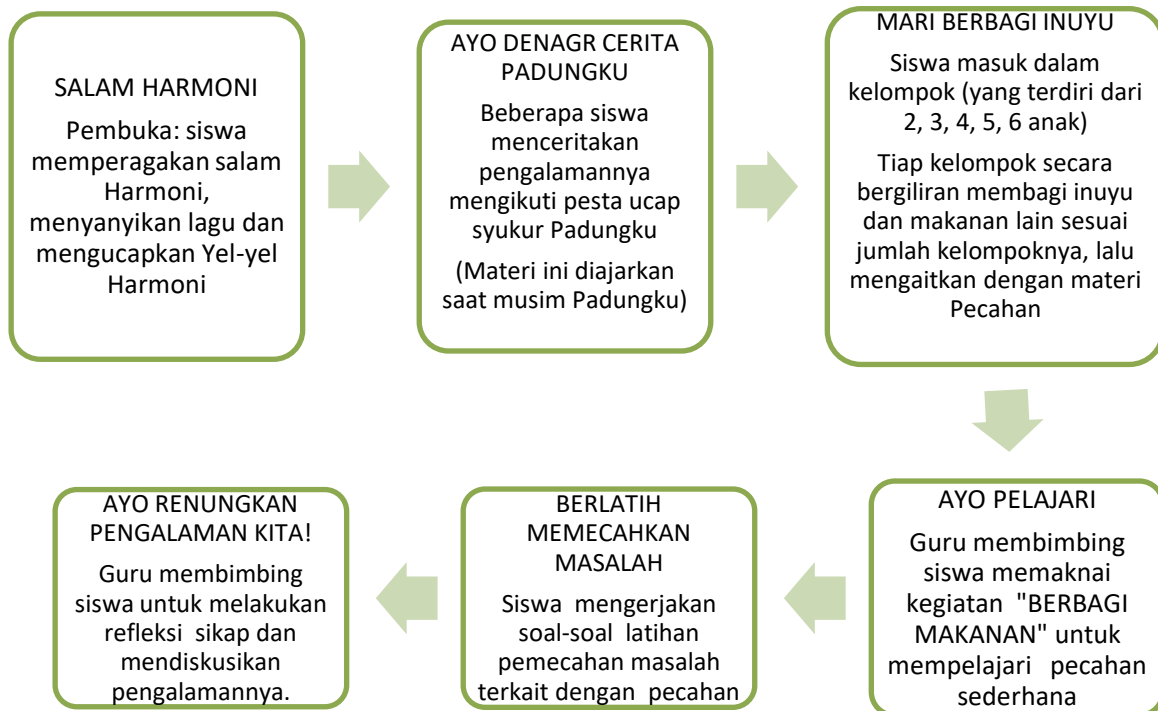 SALAM HARMONI
Pembuka: siswa
memperagakan salam
Harmoni,
menyanyikan lagu dan
mengucapkan Yel-yel
Harmoni
AYO DENAGR CERITA
PADUNGKU
Beberapa siswa
menceritakan
pengalamannya
mengikuti pesta ucap
syukur Padungku
(Materi ini diajarkan
saat musim Padungku)
MARI BERBAGI INUYU
Siswa masuk dalam
kelompok (yang terdiri dari
2, 3, 4, 5, 6 anak)
Tiap kelompok secara
bergiliran membagi inuyu
dan makanan lain sesuai
jumlah kelompoknya, lalu
mengaitkan dengan materi
Pecahan
AYO PELAJARI
Guru membimbing
siswa memaknai
kegiatan "BERBAGI
MAKANAN" untuk
mempelajari pecahan
sederhana
BERLATIH
MEMECAHKAN
MASALAH
Siswa mengerjakan
soal-soal latihan
pemecahan masalah
terkait dengan pecahan
AYO RENUNGKAN
PENGALAMAN KITA!
Guru membimbing
siswa untuk melakukan
refleksi sikap dan
mendiskusikan
pengalamannya.